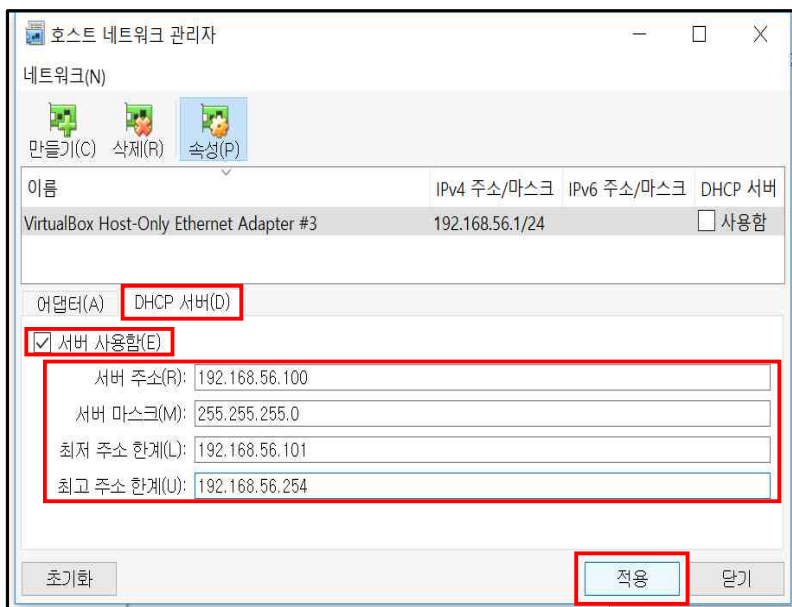 호스트 네트워크 관리자
네트워크(N)
만들기(C) 삭제(R) 속성(P)
이름 IPv4 주소/마스크 IPv6 주소/마스크 DHCP 서버
VirtualBox Host-Only Ethernet Adapter #3 192.168.56.1/24 사용함
어댑터(A) DHCP 서버(D)
서버 사용함(E)
서버 주소(R): 192.168.56.100
서버 마스크(M): 255.255.255.0
최저 주소 한계(L): 192.168.56.101
최고 주소 한계(U): 192.168.56.254
초기화 적용 닫기